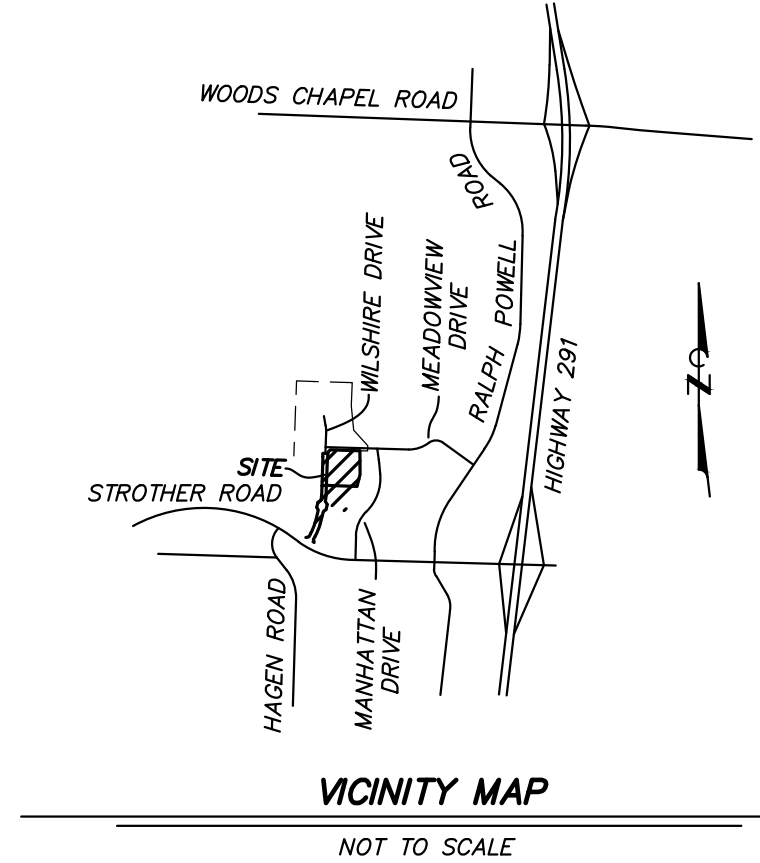 WOODS CHAPEL ROAD
ROAD
WILSHIRE DRIVE
MEADOWVIEW
DRIVE
RALPH POWELL
HIGHWAY 291
N
SITE
STROTHER ROAD
HAGEN ROAD
MANHATTAN
DRIVE
VICINITY MAP
NOT TO SCALE